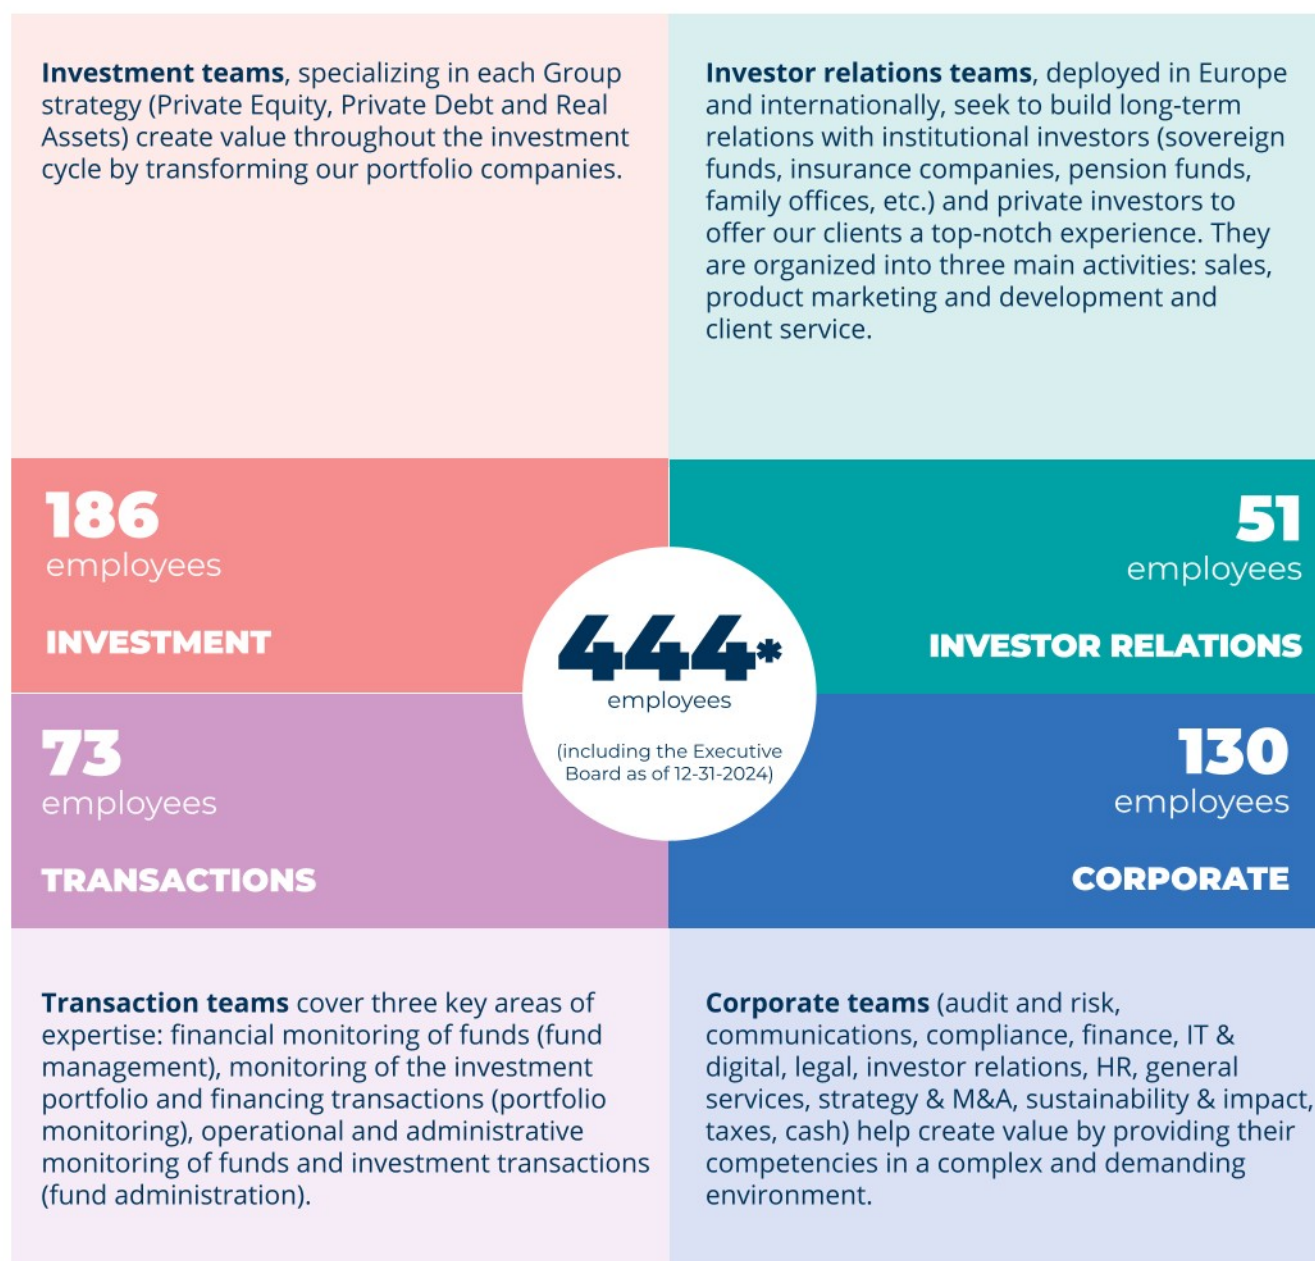 Investment teams, specializing in each Group
strategy (Private Equity, Private Debt and Real
Assets) create value throughout the investment
cycle by transforming our portfolio companies.
Investor relations teams, deployed in Europe
and internationally, seek to build long-term
relations with institutional investors (sovereign
funds, insurance companies, pension funds,
family offices, etc.) and private investors to
offer our clients a top-notch experience. They
are organized into three main activities: sales,
product marketing and development and
client service.
186
employees
INVESTMENT
51
employees
INVESTOR RELATIONS
444*
employees
(including the Executive
Board as of 12-31-2024)
73
employees
TRANSACTIONS
130
employees
CORPORATE
Transaction teams cover three key areas of
expertise: financial monitoring of funds (fund
management), monitoring of the investment
portfolio and financing transactions (portfolio
monitoring), operational and administrative
monitoring of funds and investment transactions
(fund administration).
Corporate teams (audit and risk,
communications, compliance, finance, IT &
digital, legal, investor relations, HR, general
services, strategy & M&A, sustainability & impact,
taxes, cash) help create value by providing their
competencies in a complex and demanding
environment.